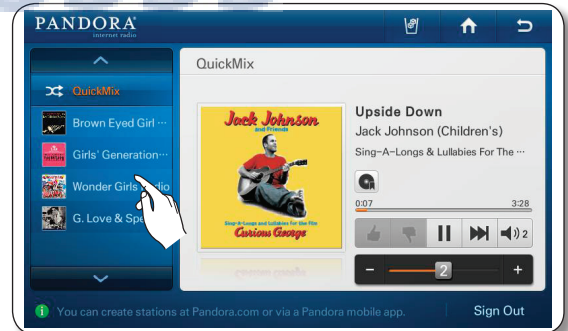 PANDORA®
internet radio
QuickMix
QuickMix
Brown Eyed Girl ···
Girls' Generation···
Wonder Girls Radio
G. Love & Spe
Jack Johnson
and Friends
Sing-A-Longs and Lullabies for the Film
Curious George
Upside Down
Jack Johnson (Children's)
Sing-A-Longs & Lullabies For The ···
0:07
3:28
2
- 2 +
You can create stations at Pandora.com or via a Pandora mobile app.
Sign Out